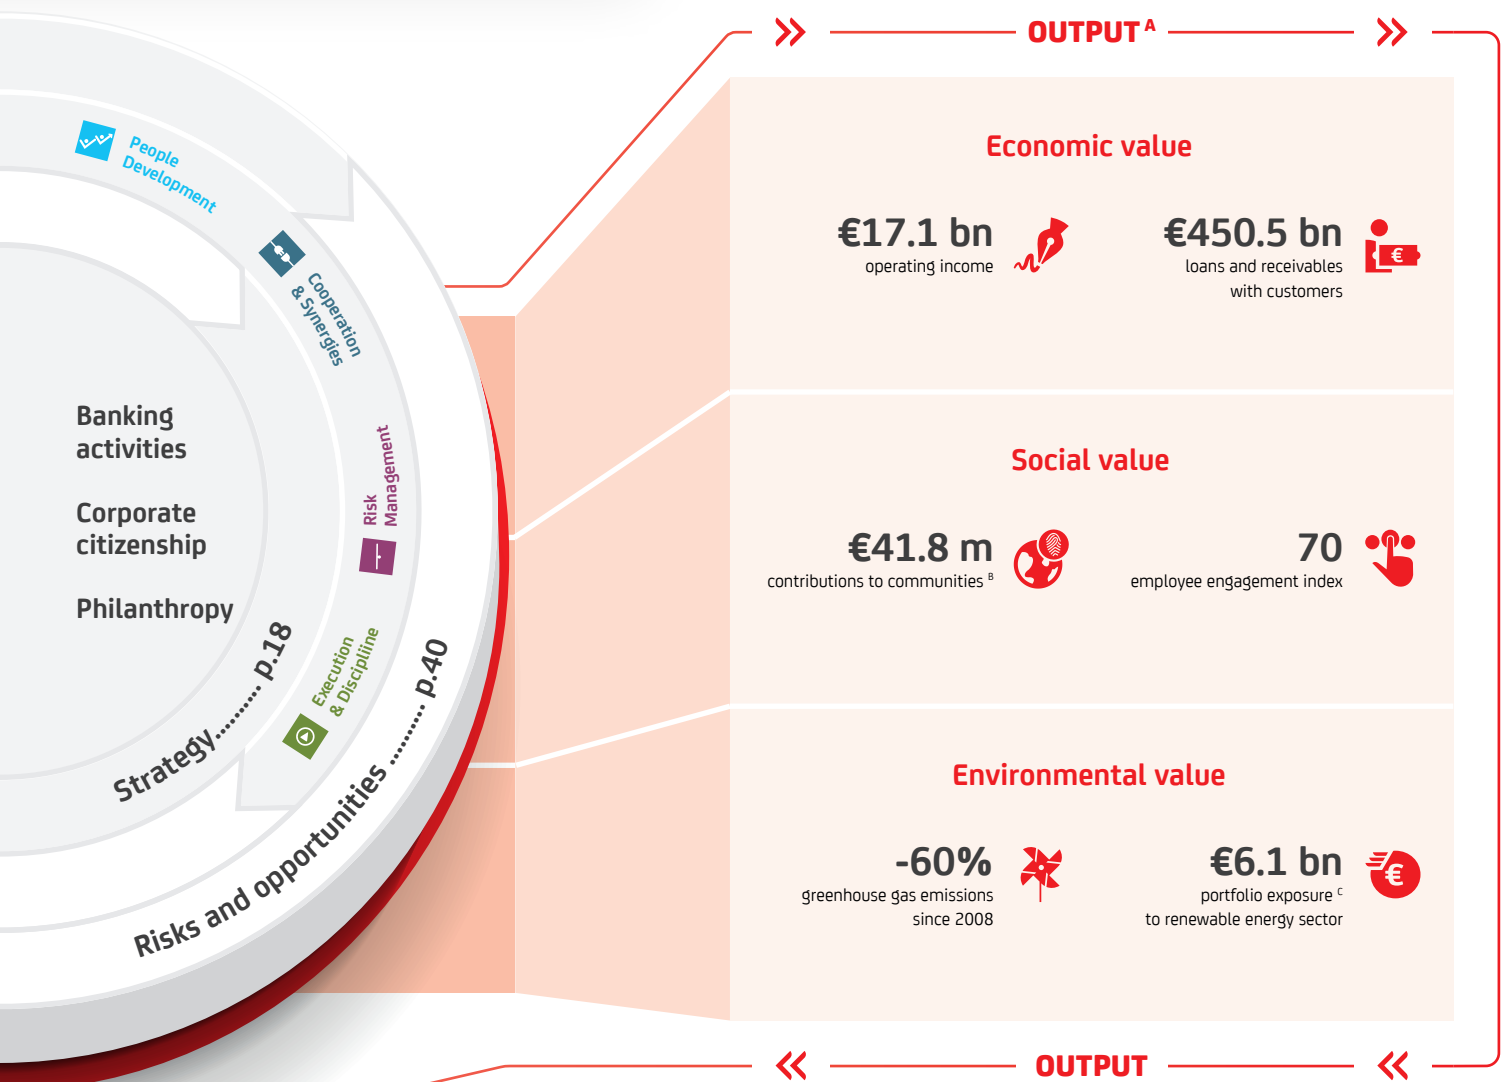 OUTPUT A
People
Development
Cooperation
& Synergies
Risk
Management
Execution
& Discipliine
Banking
activities
Corporate
citizenship
Philanthropy
Strategy......... p.18
Risks and opportunities .......... p.40
Economic value
€17.1 bn
operating income
€450.5 bn
loans and receivables
with customers
€
Social value
€41.8 m
contributions to communities B
70
employee engagement index
Environmental value
-60%
greenhouse gas emissions
since 2008
€6.1 bn
portfolio exposure C
to renewable energy sector
€
OUTPUT